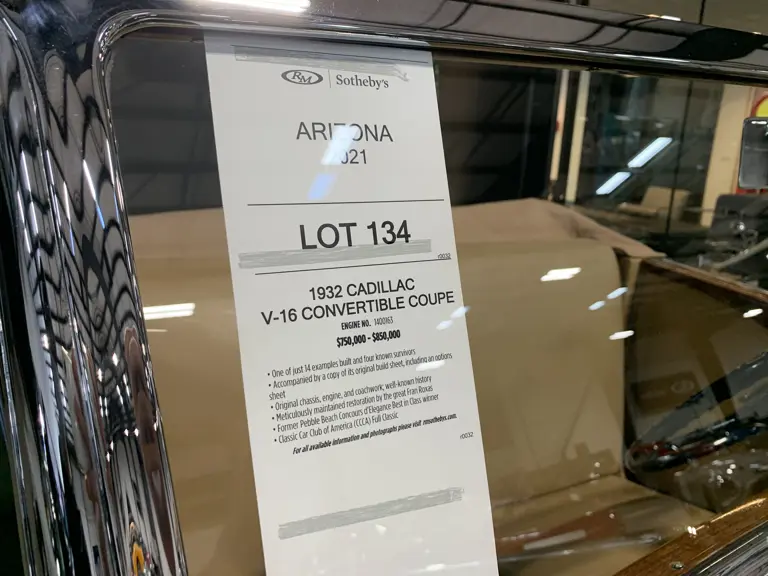 RM | Sotheby's
ARIZONA
2021
LOT 134
r0032
1932 CADILLAC
V-16 CONVERTIBLE COUPE
ENGINE NO. 1400163
$750,000 - $850,000
• One of just 14 examples built and four known survivors
• Accompanied by a copy of its original build sheet, including an options
sheet
• Original chassis, engine, and coachwork; well-known history
• Meticulously maintained restoration by the great Fran Roxas
• Former Pebble Beach Concours d'Elegance Best in Class winner
• Classic Car Club of America (CCCA) Full Classic
For all available information and photographs please visit rmsothebys.com.
r0032